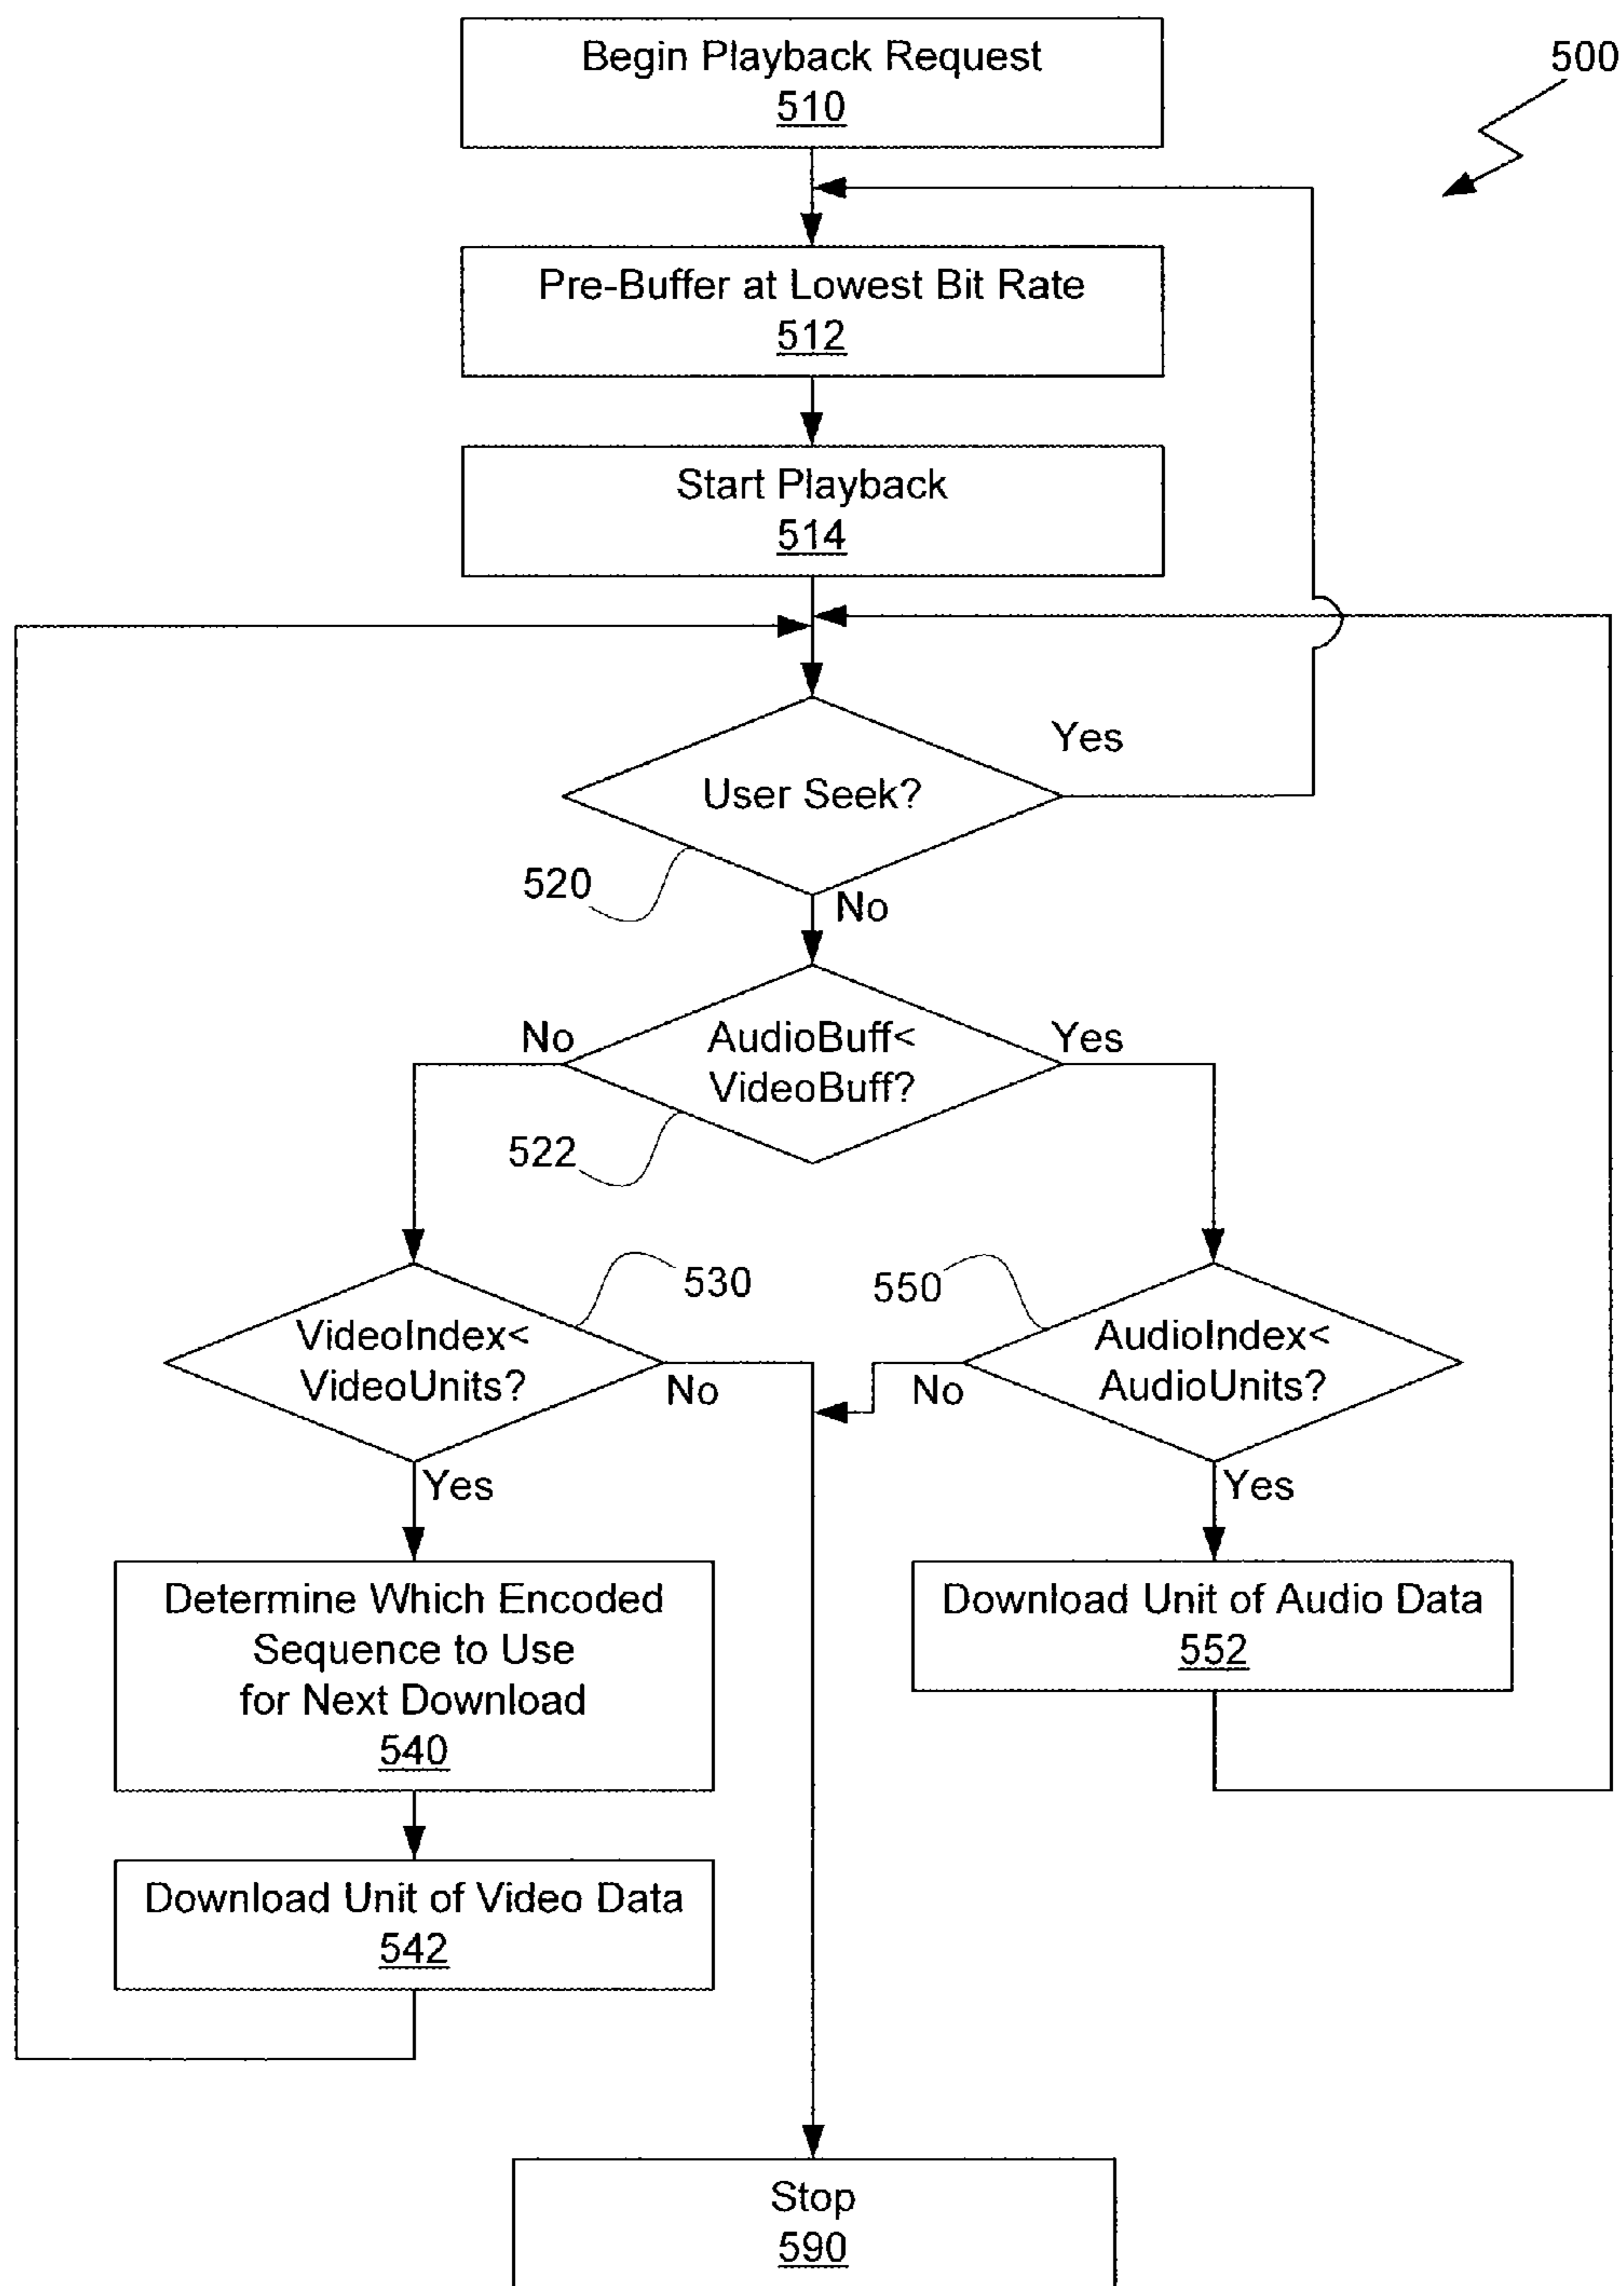 Begin Playback Request
510
500
Pre-Buffer at Lowest Bit Rate
512
Start Playback
514
Yes
User Seek?
520
No
No
AudioBuff<
VideoBuff?
Yes
522
530
550
VideoIndex<
VideoUnits?
No
No
AudioIndex<
AudioUnits?
Yes
Yes
Determine Which Encoded
Sequence to Use
for Next Download
540
Download Unit of Audio Data
552
Download Unit of Video Data
542
Stop
590